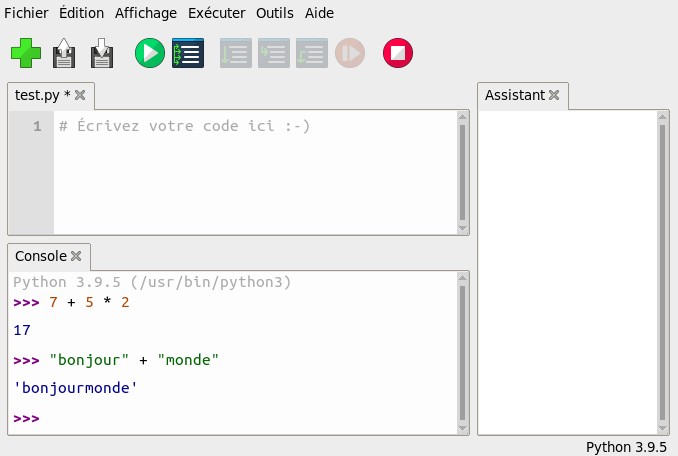 Fichier Édition Affichage Exécuter Outils Aide
test.py *
1 # Écrivez votre code ici :-)
Assistant
Console
Python 3.9.5 (/usr/bin/python3)
>>> 7 + 5 * 2
17
>>> "bonjour" + "monde"
'bonjourmonde'
>>>
Python 3.9.5